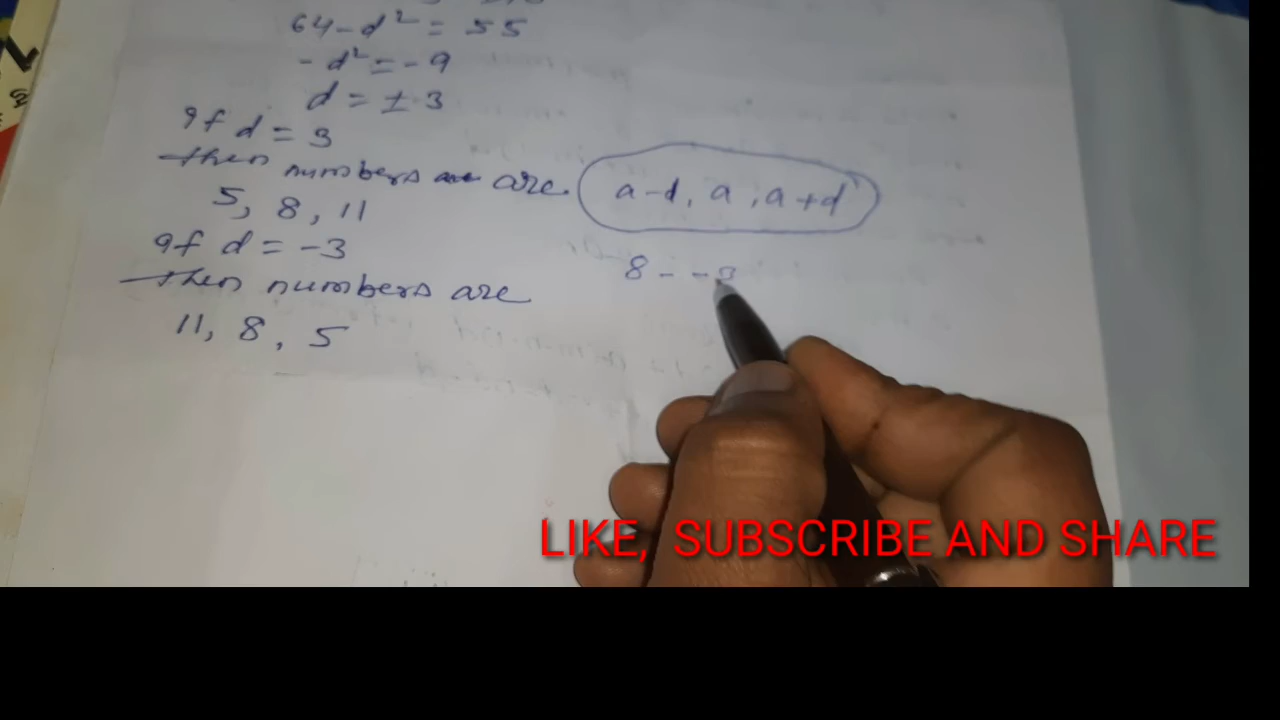 64-d² = 55
-d² = -9
d = ± 3
If d = 3
then numbers are
a-d, a, a+d
5, 8, 11
If d = -3
8 - -3
then numbers are
11, 8, 5
LIKE, SUBSCRIBE AND SHARE